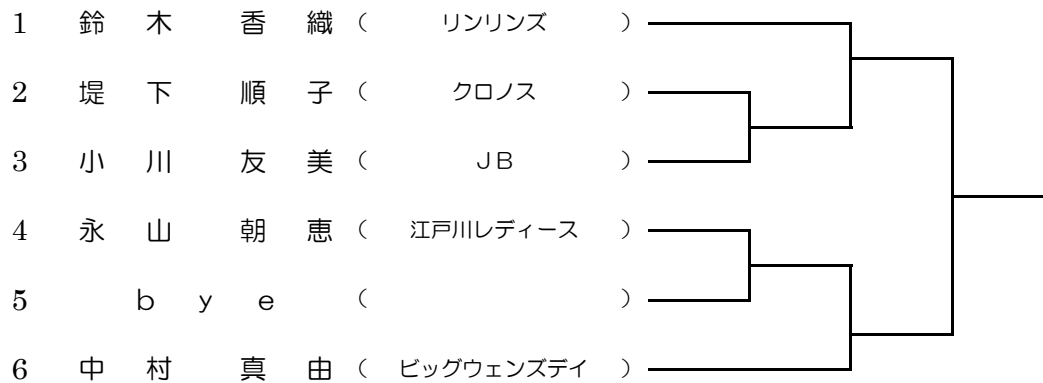 1 鈴木 香織 （ リンリンズ ）
2 堤下 順子 （ クロノス ）
3 小川 友美 （ ＪＢ ）
4 永山 朝恵 （ 江戸川レディース ）
5 ｂｙｅ （ ）
6 中村 真由 （ ビッグウェンズデイ ）